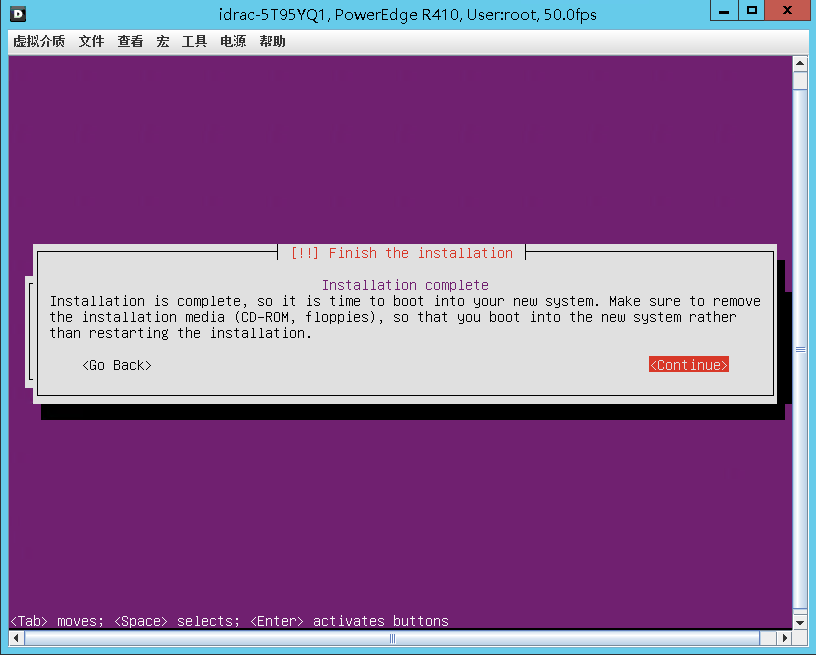 idrac-5T95YQ1, PowerEdge R410, User:root, 50.0fps
虚拟介质 文件 查看 宏 工具 电源 帮助
[!!] Finish the installation
Installation complete
Installation is complete, so it is time to boot into your new system. Make sure to remove
the installation media (CD-ROM, floppies), so that you boot into the new system rather
than restarting the installation.
<Go Back> <Continue>
<Tab> moves; <Space> selects; <Enter> activates buttons